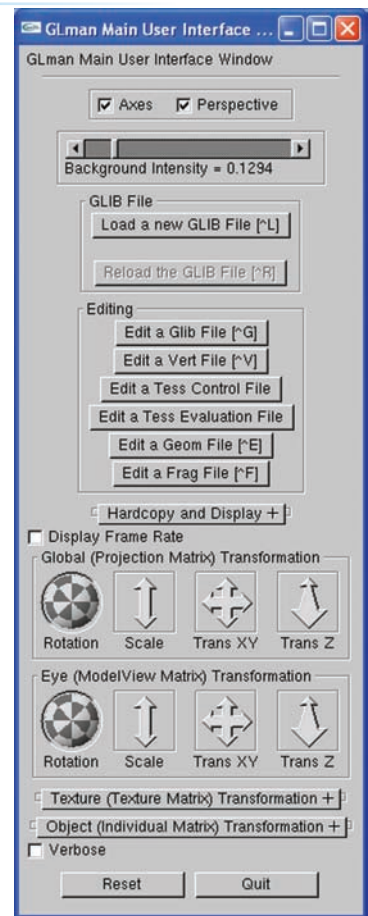 GLman Main User Interface ...
GLman Main User Interface Window
Axes Perspective
Background Intensity = 0.1294
GLIB File
Load a new GLIB File [^L]
Reload the GLIB File [^R]
Editing
Edit a Glib File [^G]
Edit a Vert File [^V]
Edit a Tess Control File
Edit a Tess Evaluation File
Edit a Geom File [^E]
Edit a Frag File [^F]
Hardcopy and Display +
Display Frame Rate
Global (Projection Matrix) Transformation
Rotation Scale Trans XY Trans Z
Eye (ModelView Matrix) Transformation
Rotation Scale Trans XY Trans Z
Texture (Texture Matrix) Transformation +
Object (Individual Matrix) Transformation +
Verbose
Reset Quit